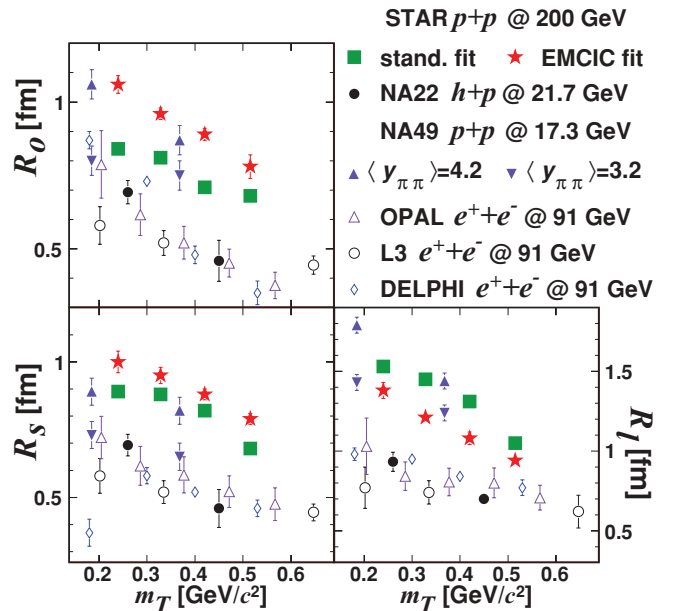 STAR p+p @ 200 GeV
stand. fit EMCIC fit
NA22 h+p @ 21.7 GeV
NA49 p+p @ 17.3 GeV
⟨ yππ ⟩=4.2 ⟨ yππ ⟩=3.2
OPAL e⁺+e⁻ @ 91 GeV
L3 e⁺+e⁻ @ 91 GeV
DELPHI e⁺+e⁻ @ 91 GeV
R_O [fm]
1
0.5
R_S [fm]
1
0.5
0.2 0.3 0.4 0.5 0.6
m_T [GeV/c²]
R_l [fm]
1.5
1
0.5
0
0.2 0.3 0.4 0.5 0.6
m_T [GeV/c²]